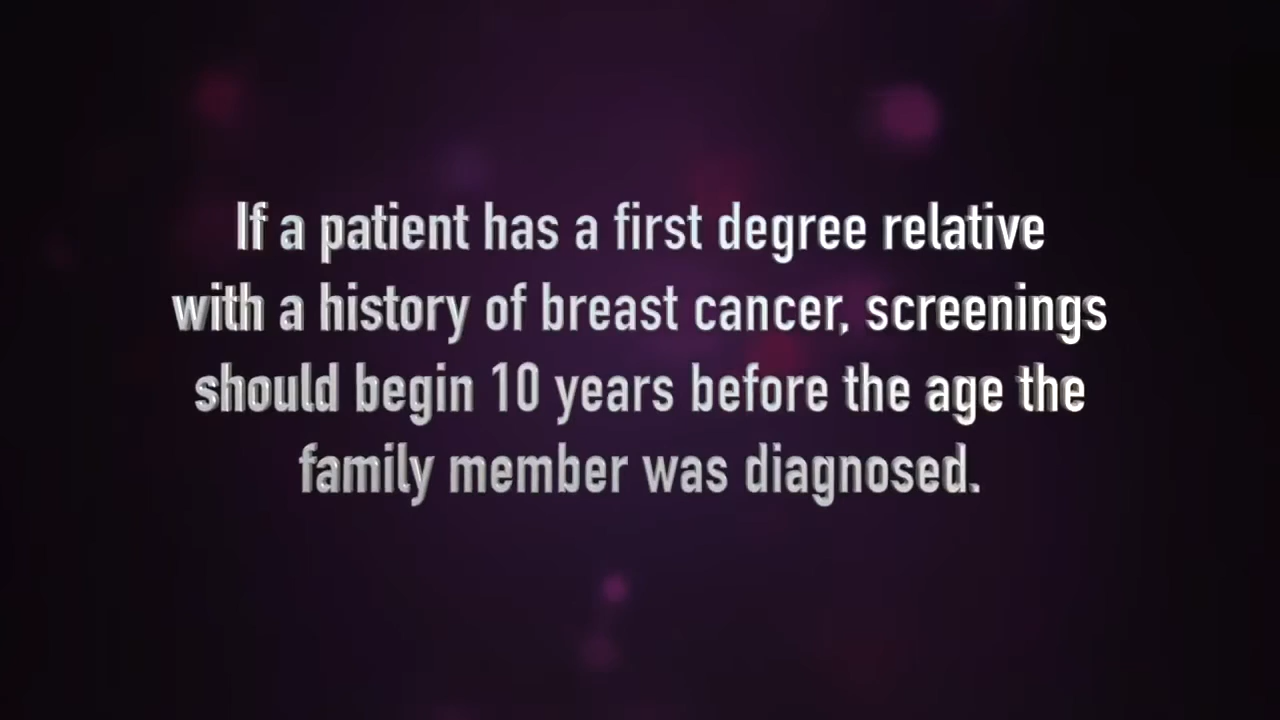 If a patient has a first degree relative
with a history of breast cancer, screenings
should begin 10 years before the age the
family member was diagnosed.